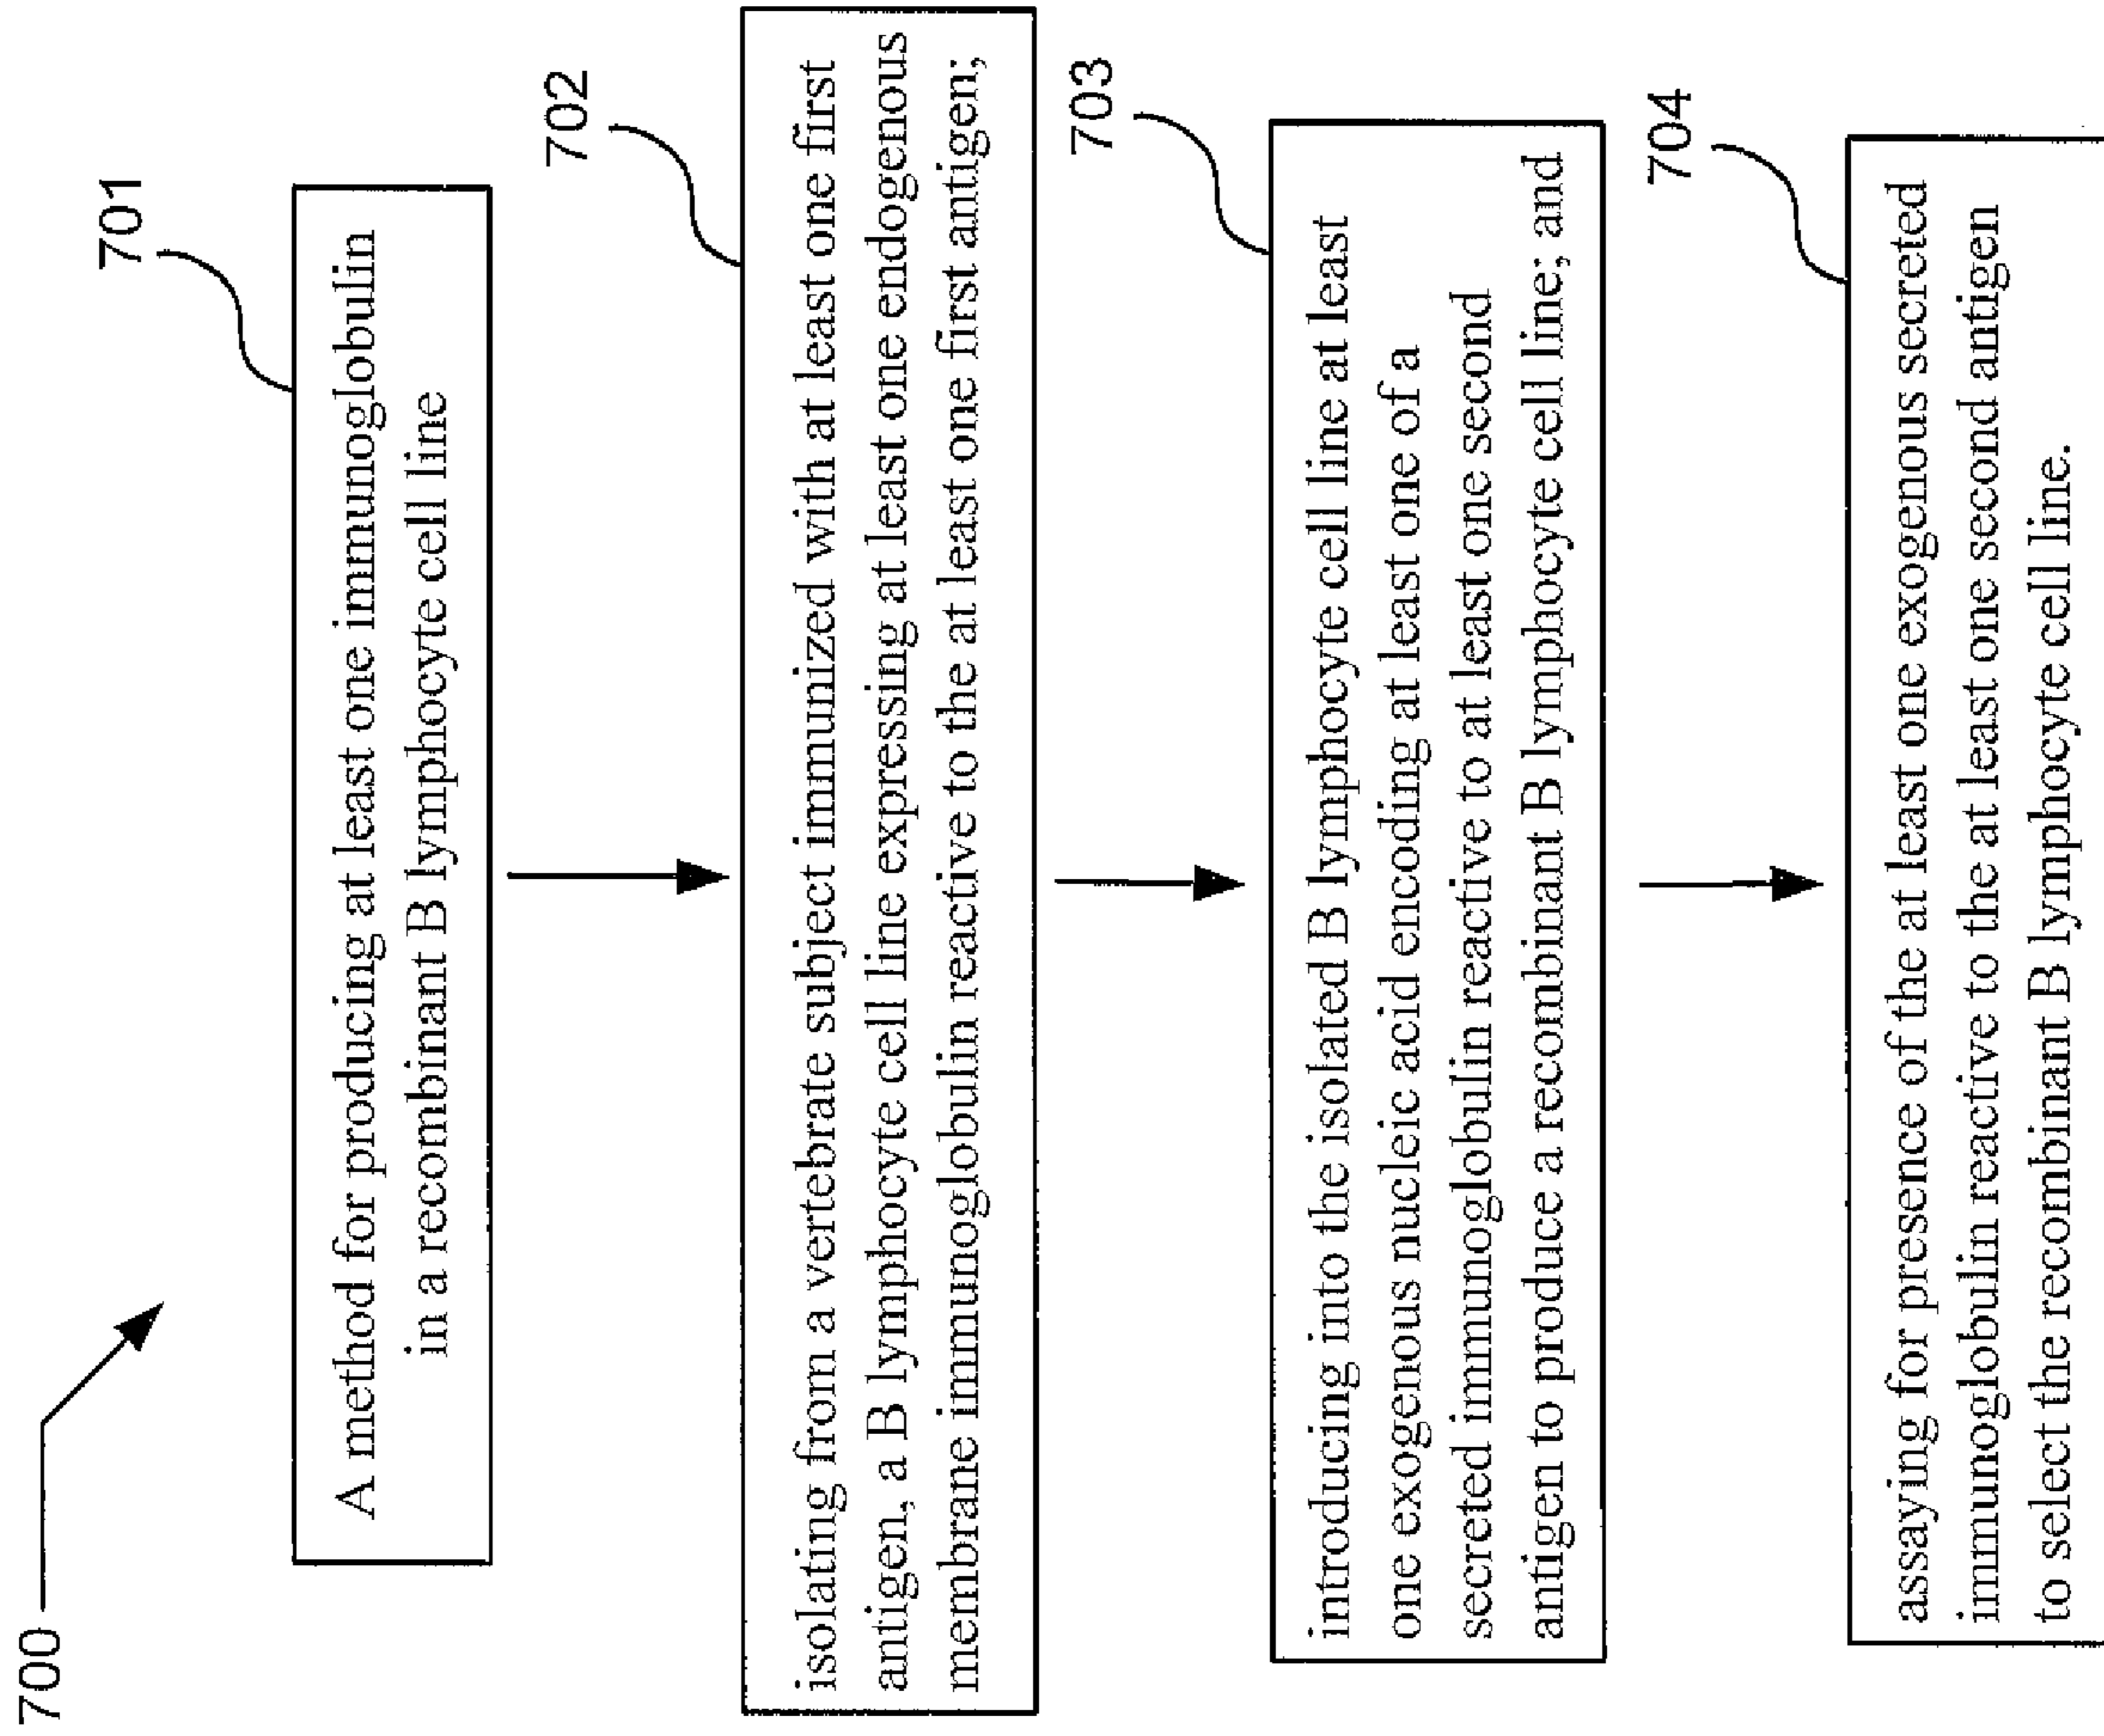 700
701
A method for producing at least one immunoglobulin
in a recombinant B lymphocyte cell line
702
isolating from a vertebrate subject immunized with at least one first
antigen, a B lymphocyte cell line expressing at least one endogenous
membrane immunoglobulin reactive to the at least one first antigen;
703
introducing into the isolated B lymphocyte cell line at least
one exogenous nucleic acid encoding at least one of a
secreted immunoglobulin reactive to at least one second
antigen to produce a recombinant B lymphocyte cell line; and
704
assaying for presence of the at least one exogenous secreted
immunoglobulin reactive to the at least one second antigen
to select the recombinant B lymphocyte cell line.